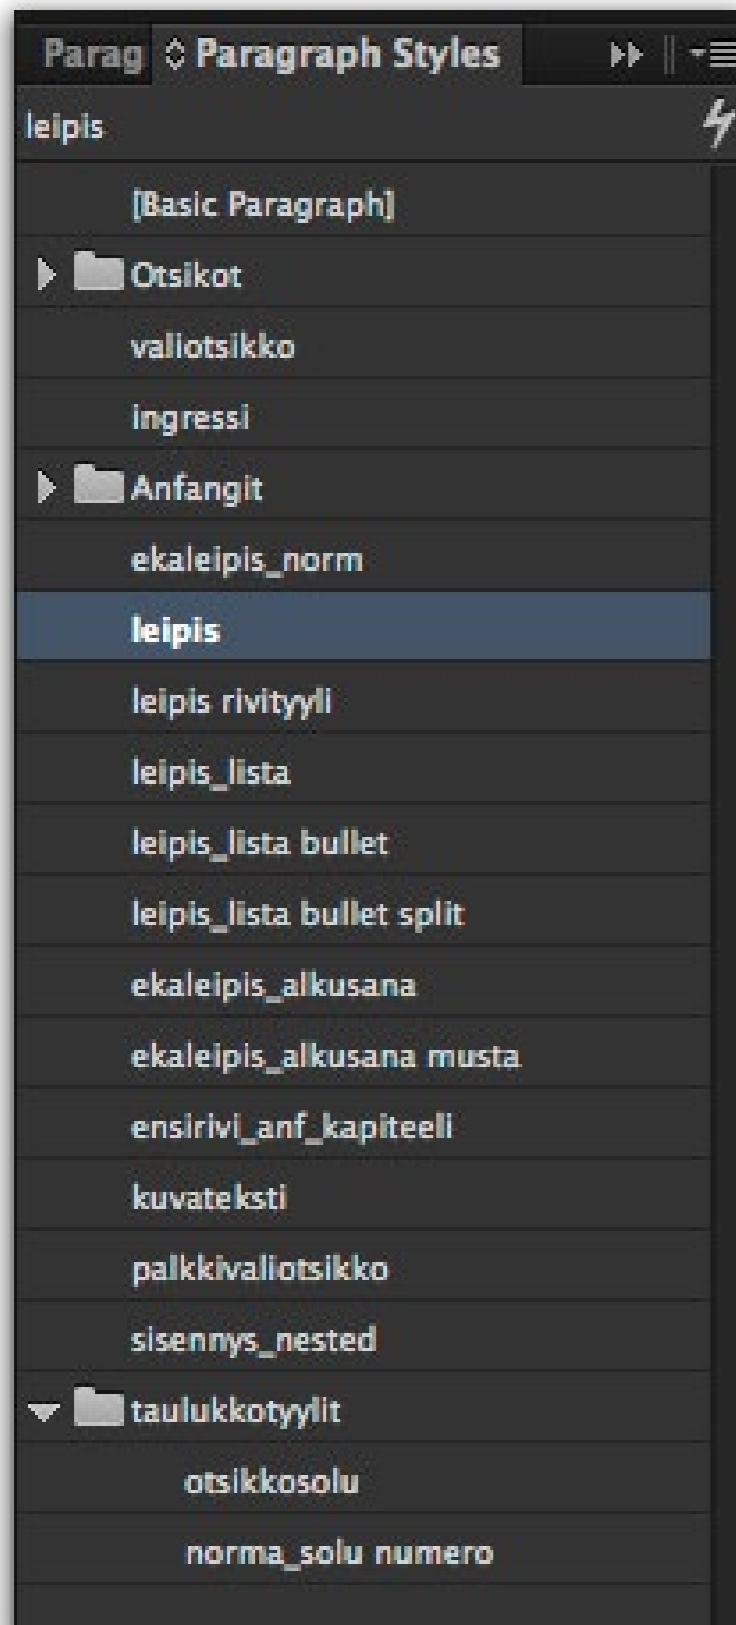 Parag Paragraph Styles
leipis
[Basic Paragraph]
Otsikot
valiotsikko
ingressi
Anfangit
ekaleipis_norm
leipis
leipis rivityyli
leipis_lista
leipis_lista bullet
leipis_lista bullet split
ekaleipis_alkusana
ekaleipis_alkusana musta
ensirivi_anf_kapiteeli
kuvateksti
palkkivaliotsikko
sisennys_nested
taulukkotyylit
otsikkosolu
norma_solu numero